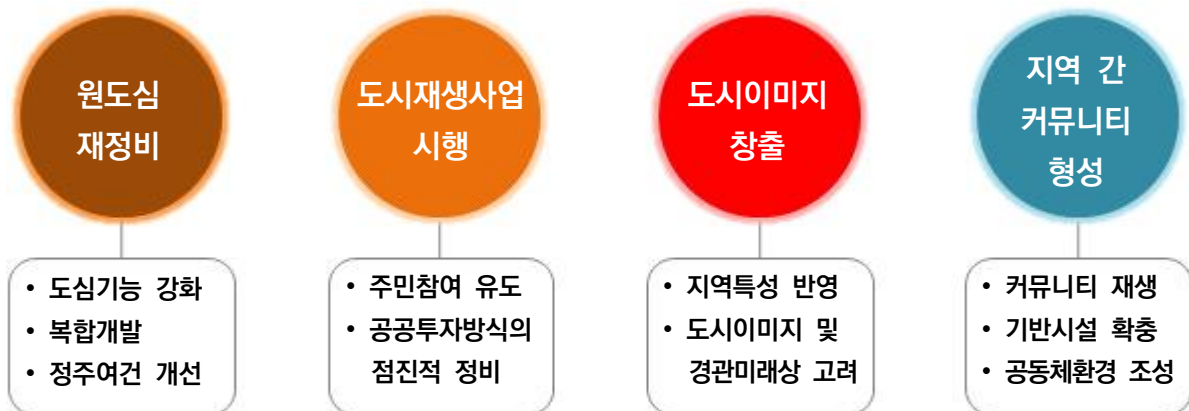 원도심
재정비
도심기능 강화
복합개발
정주여건 개선
도시재생사업
시행
주민참여 유도
공공투자방식의
점진적 정비
도시이미지
창출
지역특성 반영
도시이미지 및
경관미래상 고려
지역 간
커뮤니티
형성
커뮤니티 재생
기반시설 확충
공동체환경 조성